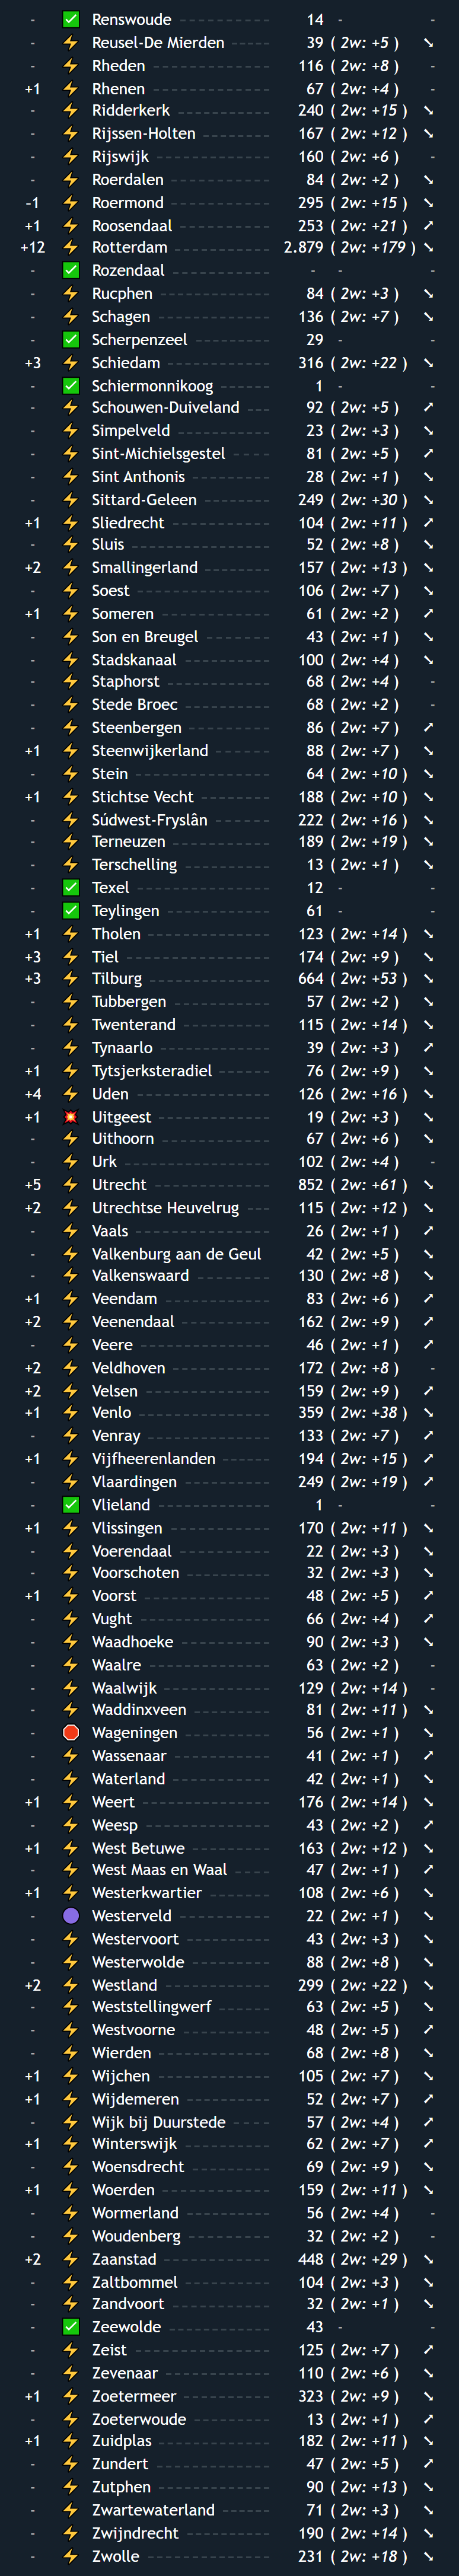 - ✅ Renswoude 14 - -
- ⚡ Reusel-De Mierden 39 ( 2w: +5 ) ↘
- ⚡ Rheden 116 ( 2w: +8 ) -
+1 ⚡ Rhenen 67 ( 2w: +4 ) -
- ⚡ Ridderkerk 240 ( 2w: +15 ) ↘
- ⚡ Rijssen-Holten 167 ( 2w: +12 ) ↘
- ⚡ Rijswijk 160 ( 2w: +6 ) -
- ⚡ Roerdalen 84 ( 2w: +2 ) ↘
-1 ⚡ Roermond 295 ( 2w: +15 ) ↘
+1 ⚡ Roosendaal 253 ( 2w: +21 ) ↗
+12 ⚡ Rotterdam 2.879 ( 2w: +179 ) ↘
- ✅ Rozendaal - - -
- ⚡ Rucphen 84 ( 2w: +3 ) ↘
- ⚡ Schagen 136 ( 2w: +7 ) ↘
- ✅ Scherpenzeel 29 - -
+3 ⚡ Schiedam 316 ( 2w: +22 ) ↘
- ✅ Schiermonnikoog 1 - -
- ⚡ Schouwen-Duiveland 92 ( 2w: +5 ) ↗
- ⚡ Simpelveld 23 ( 2w: +3 ) ↘
- ⚡ Sint-Michielsgestel 81 ( 2w: +5 ) ↗
- ⚡ Sint Anthonis 28 ( 2w: +1 ) ↘
- ⚡ Sittard-Geleen 249 ( 2w: +30 ) ↘
+1 ⚡ Sliedrecht 104 ( 2w: +11 ) ↗
- ⚡ Sluis 52 ( 2w: +8 ) ↘
+2 ⚡ Smallingerland 157 ( 2w: +13 ) ↘
- ⚡ Soest 106 ( 2w: +7 ) ↘
+1 ⚡ Someren 61 ( 2w: +2 ) ↗
- ⚡ Son en Breugel 43 ( 2w: +1 ) ↘
- ⚡ Stadskanaal 100 ( 2w: +4 ) ↘
- ⚡ Staphorst 68 ( 2w: +4 ) -
- ⚡ Stede Broec 68 ( 2w: +2 ) -
- ⚡ Steenbergen 86 ( 2w: +7 ) ↗
+1 ⚡ Steenwijkerland 88 ( 2w: +7 ) ↘
- ⚡ Stein 64 ( 2w: +10 ) ↘
+1 ⚡ Stichtse Vecht 188 ( 2w: +10 ) ↘
- ⚡ Súdwest-Fryslân 222 ( 2w: +16 ) ↘
- ⚡ Terneuzen 189 ( 2w: +19 ) ↘
- ⚡ Terschelling 13 ( 2w: +1 ) ↘
- ✅ Texel 12 - -
- ✅ Teylingen 61 - -
+1 ⚡ Tholen 123 ( 2w: +14 ) ↘
+3 ⚡ Tiel 174 ( 2w: +9 ) ↘
+3 ⚡ Tilburg 664 ( 2w: +53 ) ↘
- ⚡ Tubbergen 57 ( 2w: +2 ) ↘
- ⚡ Twenterand 115 ( 2w: +14 ) ↘
- ⚡ Tynaarlo 39 ( 2w: +3 ) ↗
+1 ⚡ Tytsjerksteradiel 76 ( 2w: +9 ) ↘
+4 ⚡ Uden 126 ( 2w: +16 ) ↘
+1 💥 Uitgeest 19 ( 2w: +3 ) ↘
- ⚡ Uithoorn 67 ( 2w: +6 ) ↘
- ⚡ Urk 102 ( 2w: +4 ) -
+5 ⚡ Utrecht 852 ( 2w: +61 ) ↘
+2 ⚡ Utrechtse Heuvelrug 115 ( 2w: +12 ) ↘
- ⚡ Vaals 26 ( 2w: +1 ) ↗
- ⚡ Valkenburg aan de Geul 42 ( 2w: +5 ) ↘
- ⚡ Valkenswaard 130 ( 2w: +8 ) ↘
+1 ⚡ Veendam 83 ( 2w: +6 ) ↗
+2 ⚡ Veenendaal 162 ( 2w: +9 ) ↗
- ⚡ Veere 46 ( 2w: +1 ) ↗
+2 ⚡ Veldhoven 172 ( 2w: +8 ) -
+2 ⚡ Velsen 159 ( 2w: +9 ) ↗
+1 ⚡ Venlo 359 ( 2w: +38 ) ↘
- ⚡ Venray 133 ( 2w: +7 ) ↗
+1 ⚡ Vijfheerenlanden 194 ( 2w: +15 ) ↗
- ⚡ Vlaardingen 249 ( 2w: +19 ) ↗
- ✅ Vlieland 1 - -
+1 ⚡ Vlissingen 170 ( 2w: +11 ) ↘
- ⚡ Voerendaal 22 ( 2w: +3 ) ↘
- ⚡ Voorschoten 32 ( 2w: +3 ) ↘
+1 ⚡ Voorst 48 ( 2w: +5 ) ↗
- ⚡ Vught 66 ( 2w: +4 ) ↗
- ⚡ Waadhoeke 90 ( 2w: +3 ) ↘
- ⚡ Waalre 63 ( 2w: +2 ) -
- ⚡ Waalwijk 129 ( 2w: +14 ) -
- ⚡ Waddinxveen 81 ( 2w: +11 ) ↘
- 🛑 Wageningen 56 ( 2w: +1 ) ↘
- ⚡ Wassenaar 41 ( 2w: +1 ) ↗
- ⚡ Waterland 42 ( 2w: +1 ) ↘
+1 ⚡ Weert 176 ( 2w: +14 ) ↘
- ⚡ Weesp 43 ( 2w: +2 ) ↗
+1 ⚡ West Betuwe 163 ( 2w: +12 ) ↘
- ⚡ West Maas en Waal 47 ( 2w: +1 ) ↗
+1 ⚡ Westerkwartier 108 ( 2w: +6 ) ↘
- 🟣 Westerveld 22 ( 2w: +1 ) ↘
- ⚡ Westervoort 43 ( 2w: +3 ) ↘
- ⚡ Westerwolde 88 ( 2w: +8 ) ↘
+2 ⚡ Westland 299 ( 2w: +22 ) ↘
- ⚡ Weststellingwerf 63 ( 2w: +5 ) ↘
- ⚡ Westvoorne 48 ( 2w: +5 ) ↗
- ⚡ Wierden 68 ( 2w: +8 ) ↘
+1 ⚡ Wijchen 105 ( 2w: +7 ) ↘
+1 ⚡ Wijdemeren 52 ( 2w: +7 ) ↗
- ⚡ Wijk bij Duurstede 57 ( 2w: +4 ) ↗
+1 ⚡ Winterswijk 62 ( 2w: +7 ) ↗
- ⚡ Woensdrecht 69 ( 2w: +9 ) ↘
+1 ⚡ Woerden 159 ( 2w: +11 ) ↘
- ⚡ Wormerland 56 ( 2w: +4 ) -
- ⚡ Woudenberg 32 ( 2w: +2 ) -
+2 ⚡ Zaanstad 448 ( 2w: +29 ) ↘
- ⚡ Zaltbommel 104 ( 2w: +3 ) ↘
- ⚡ Zandvoort 32 ( 2w: +1 ) ↘
- ✅ Zeewolde 43 - -
- ⚡ Zeist 125 ( 2w: +7 ) ↗
- ⚡ Zevenaar 110 ( 2w: +6 ) ↘
+1 ⚡ Zoetermeer 323 ( 2w: +9 ) ↘
- ⚡ Zoeterwoude 13 ( 2w: +1 ) ↗
+1 ⚡ Zuidplas 182 ( 2w: +11 ) ↘
- ⚡ Zundert 47 ( 2w: +5 ) ↗
- ⚡ Zutphen 90 ( 2w: +13 ) ↘
- ⚡ Zwartewaterland 71 ( 2w: +3 ) ↘
- ⚡ Zwijndrecht 190 ( 2w: +14 ) ↘
- ⚡ Zwolle 231 ( 2w: +18 ) ↘